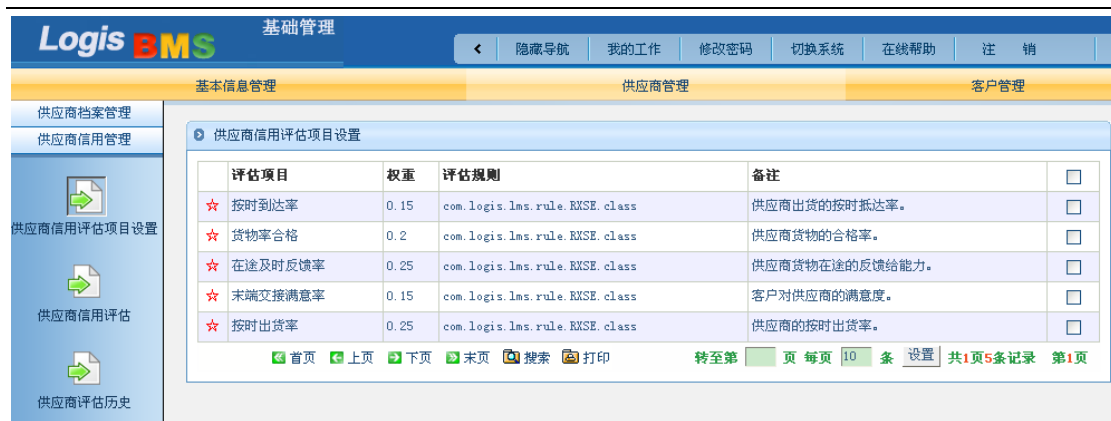 基础管理
Logis BMS
隐藏导航 我的工作 修改密码 切换系统 在线帮助 注 销
基本信息管理 供应商管理 客户管理
供应商档案管理
供应商信用管理
供应商信用评估项目设置
供应商信用评估
供应商评估历史
供应商信用评估项目设置
评估项目 权重 评估规则 备注
按时到达率 0.15 com.logis.lms.rule.RXSE.class 供应商出货的按时抵达率。
货物率合格 0.2 com.logis.lms.rule.RXSE.class 供应商货物的合格率。
在途及时反馈率 0.25 com.logis.lms.rule.RXSE.class 供应商货物在途的反馈给能力。
末端交接满意率 0.15 com.logis.lms.rule.RXSE.class 客户对供应商的满意度。
按时出货率 0.25 com.logis.lms.rule.RXSE.class 供应商的按时出货率。
首页 上页 下页 末页 搜索 打印 转至第 页 每页 10 条 设置 共1页5条记录 第1页